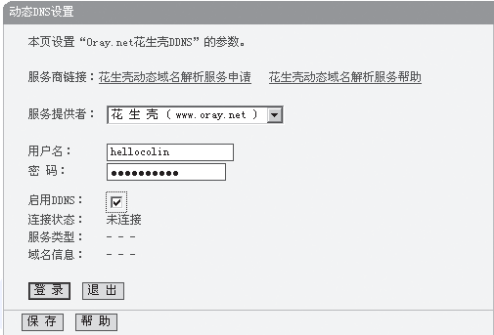 动态DNS设置
本页设置“Oray.net花生壳DDNS”的参数。
服务商链接：花生壳动态域名解析服务申请 花生壳动态域名解析服务帮助
服务提供者： 花 生 壳 （ www.oray.net ）
用户名： hellocolin
密 码： ●●●●●●●●●●
启用DDNS：
连接状态： 未连接
服务类型： - - -
域名信息： - - -
登 录 退 出
保 存 帮 助